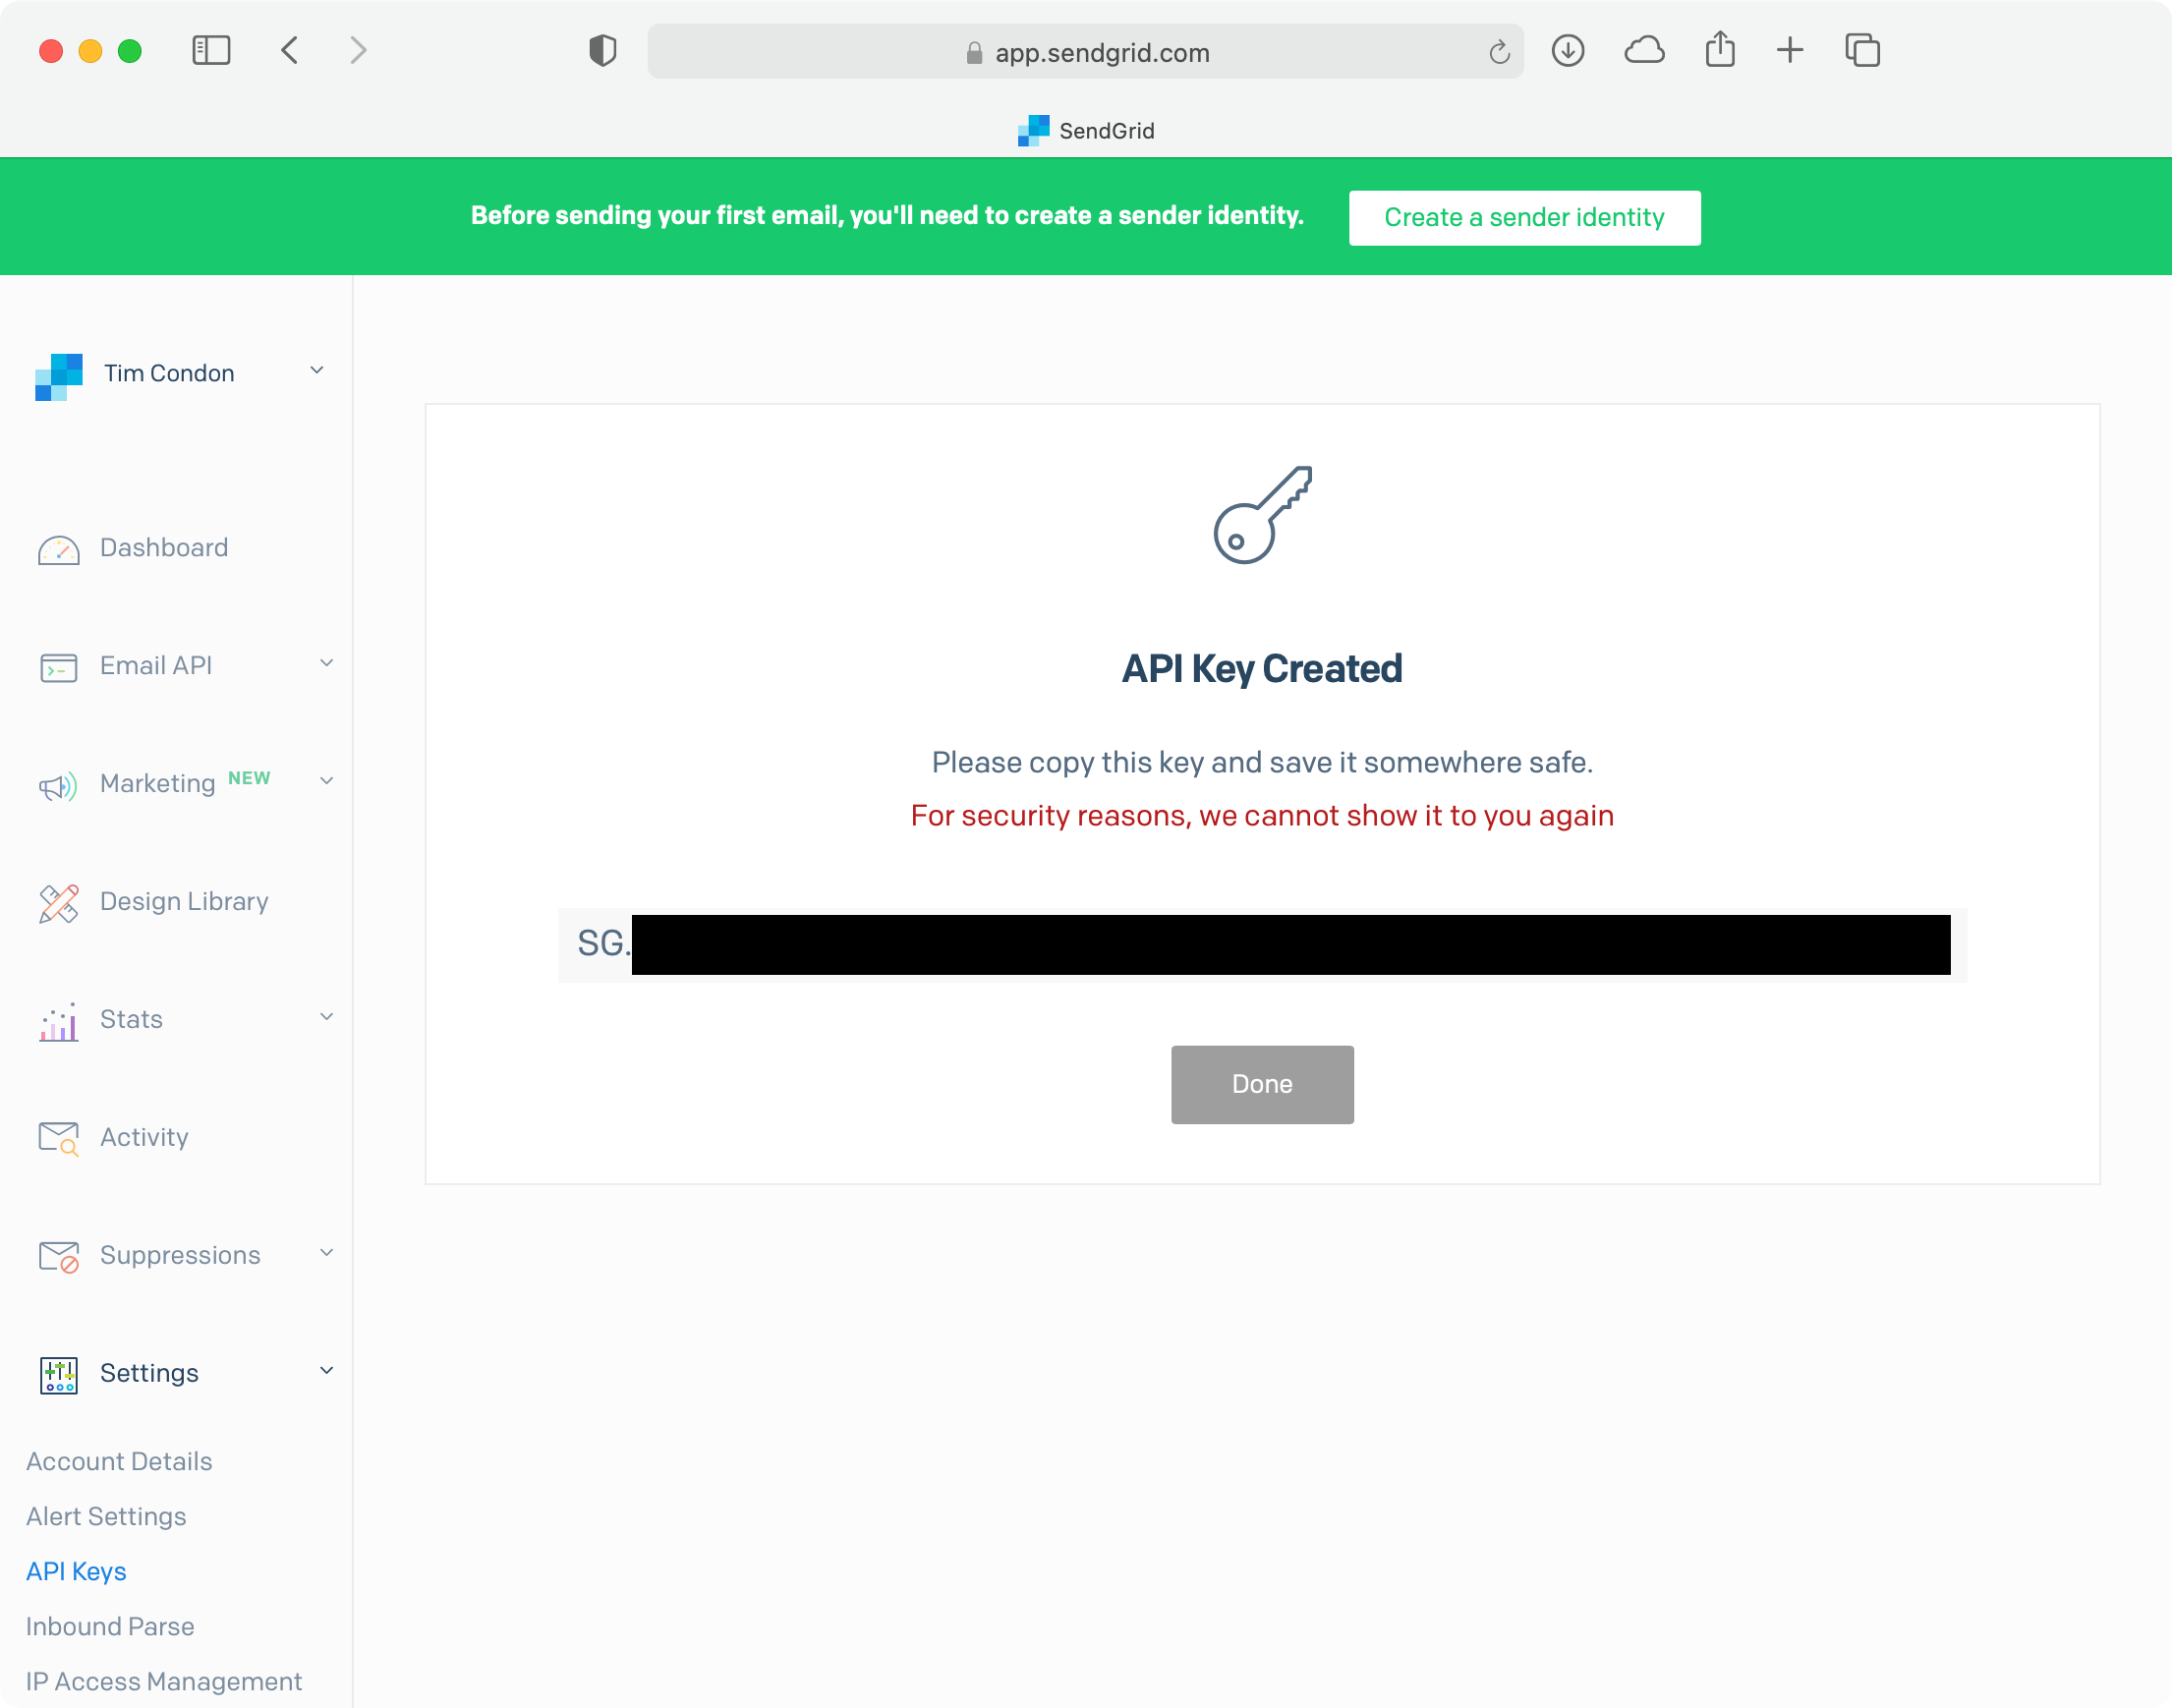 app.sendgrid.com
SendGrid
Before sending your first email, you'll need to create a sender identity.
Create a sender identity
Tim Condon
Dashboard
Email API
Marketing NEW
Design Library
Stats
Activity
Suppressions
Settings
Account Details
Alert Settings
API Keys
Inbound Parse
IP Access Management
API Key Created
Please copy this key and save it somewhere safe.
For security reasons, we cannot show it to you again
SG.
Done